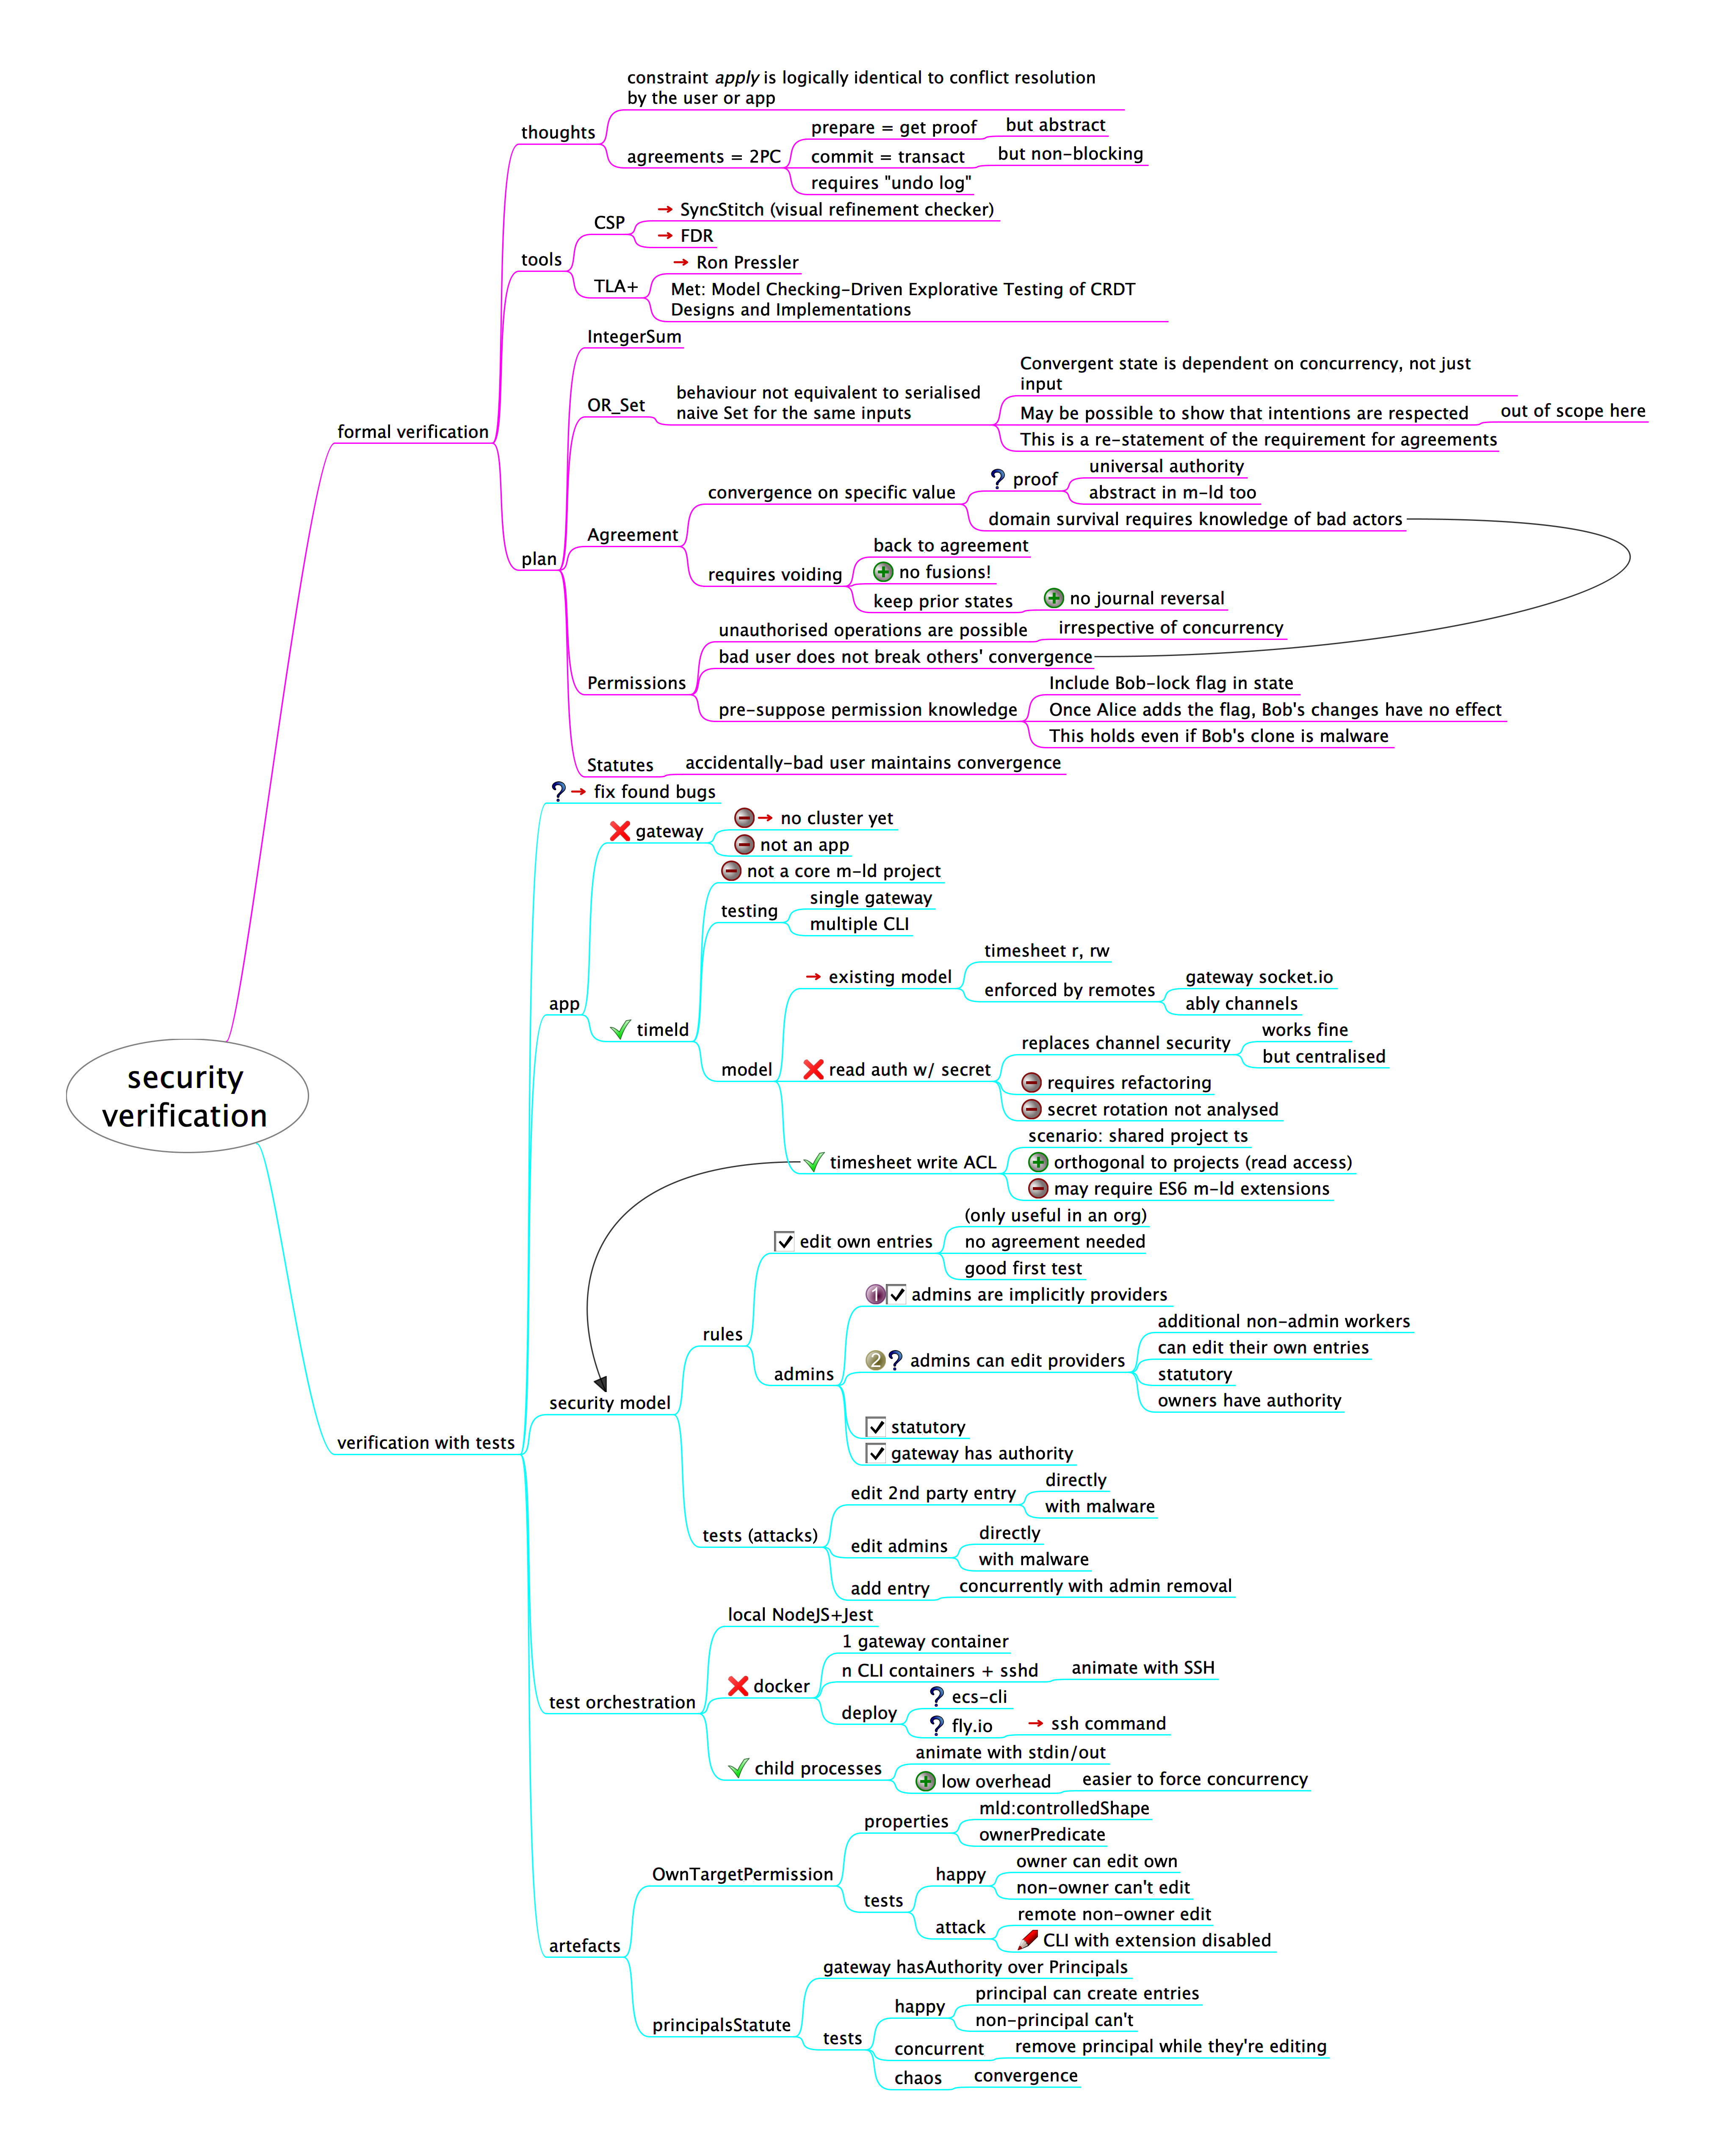 constraint apply is logically identical to conflict resolution
by the user or app
thoughts
prepare = get proof
but abstract
agreements = 2PC
commit = transact
but non-blocking
requires "undo log"
CSP
→ SyncStitch (visual refinement checker)
→ FDR
tools
→ Ron Pressler
TLA+
Met: Model Checking-Driven Explorative Testing of CRDT
Designs and Implementations
IntegerSum
Convergent state is dependent on concurrency, not just
input
OR_Set
behaviour not equivalent to serialised
naive Set for the same inputs
May be possible to show that intentions are respected
out of scope here
This is a re-statement of the requirement for agreements
formal verification
universal authority
? proof
convergence on specific value
abstract in m-ld too
domain survival requires knowledge of bad actors
Agreement
plan
back to agreement
requires voiding
no fusions!
keep prior states
no journal reversal
unauthorised operations are possible
irrespective of concurrency
bad user does not break others' convergence
Permissions
Include Bob-lock flag in state
pre-suppose permission knowledge
Once Alice adds the flag, Bob's changes have no effect
This holds even if Bob's clone is malware
Statutes
accidentally-bad user maintains convergence
? → fix found bugs
gateway
→ no cluster yet
not an app
not a core m-ld project
testing
single gateway
multiple CLI
timesheet r, rw
→ existing model
enforced by remotes
gateway socket.io
ably channels
app
timeld
replaces channel security
works fine
but centralised
model
read auth w/ secret
requires refactoring
secret rotation not analysed
security
verification
scenario: shared project ts
timesheet write ACL
orthogonal to projects (read access)
may require ES6 m-ld extensions
(only useful in an org)
edit own entries
no agreement needed
good first test
1 admins are implicitly providers
rules
additional non-admin workers
2 ? admins can edit providers
can edit their own entries
admins
statutory
owners have authority
security model
statutory
gateway has authority
verification with tests
edit 2nd party entry
directly
with malware
tests (attacks)
edit admins
directly
with malware
add entry
concurrently with admin removal
local NodeJS+Jest
1 gateway container
n CLI containers + sshd
animate with SSH
docker
test orchestration
deploy
? ecs-cli
? fly.io
→ ssh command
child processes
animate with stdin/out
low overhead
easier to force concurrency
properties
mld:controlledShape
ownerPredicate
OwnTargetPermission
happy
owner can edit own
non-owner can't edit
tests
attack
remote non-owner edit
CLI with extension disabled
artefacts
gateway hasAuthority over Principals
happy
principal can create entries
non-principal can't
principalsStatute
tests
concurrent
remove principal while they're editing
chaos
convergence